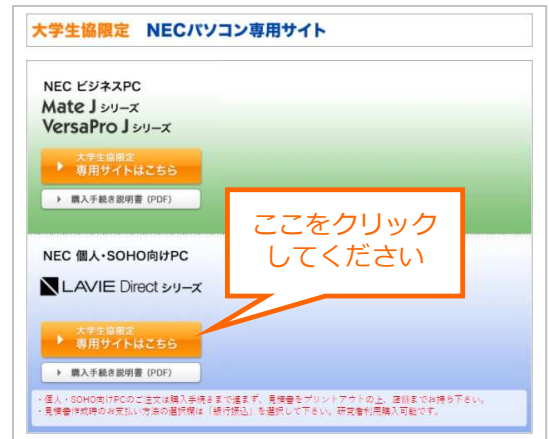 大学生協限定 NECパソコン専用サイト
NEC ビジネスPC
Mate J シリーズ
VersaPro J シリーズ
大学生協限定
専用サイトはこちら
購入手続き説明書 (PDF)
ここをクリック
してください
NEC 個人・SOHO向けPC
LAVIE Direct シリーズ
大学生協限定
専用サイトはこちら
購入手続き説明書 (PDF)
・個人・SOHO向けPCのご注文は購入手続きまで進まず、見積書をプリントアウトの上、店舗までお持ち下さい。
・見積書作成時のお支払い方法の選択欄は「銀行振込」を選択して下さい。研究者利用購入可能です。